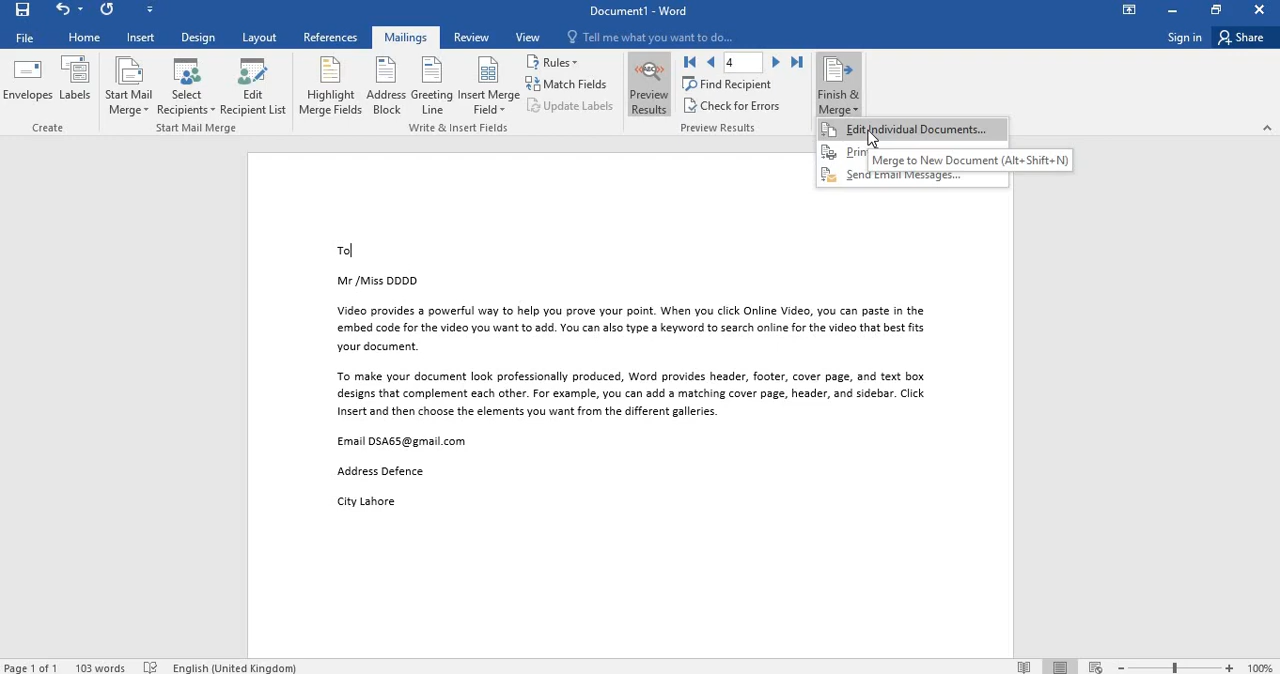 Document1 - Word
File Home Insert Design Layout References Mailings Review View Tell me what you want to do... Sign in Share
Envelopes Labels
Create
Start Mail Merge Select Recipients Edit Recipient List
Start Mail Merge
Highlight Merge Fields Address Block Greeting Line Insert Merge Field
Rules
Match Fields
Update Labels
Write & Insert Fields
ABC
Preview Results
4
Find Recipient
Check for Errors
Preview Results
Finish & Merge
Edit Individual Documents...
Merge to New Document (Alt+Shift+N)
Send Email Messages...
To
Mr /Miss DDDD
Video provides a powerful way to help you prove your point. When you click Online Video, you can paste in the
embed code for the video you want to add. You can also type a keyword to search online for the video that best fits
your document.
To make your document look professionally produced, Word provides header, footer, cover page, and text box
designs that complement each other. For example, you can add a matching cover page, header, and sidebar. Click
Insert and then choose the elements you want from the different galleries.
Email DSA65@gmail.com
Address Defence
City Lahore
Page 1 of 1 103 words English (United Kingdom) 100%